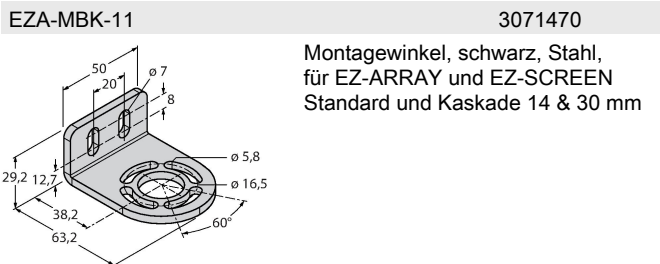 EZA-MBK-11 3071470
Montagewinkel, schwarz, Stahl,
für EZ-ARRAY und EZ-SCREEN
Standard und Kaskade 14 & 30 mm
50
20
ø 7
8
ø 5,8
29,2
12,7
ø 16,5
38,2
60°
63,2